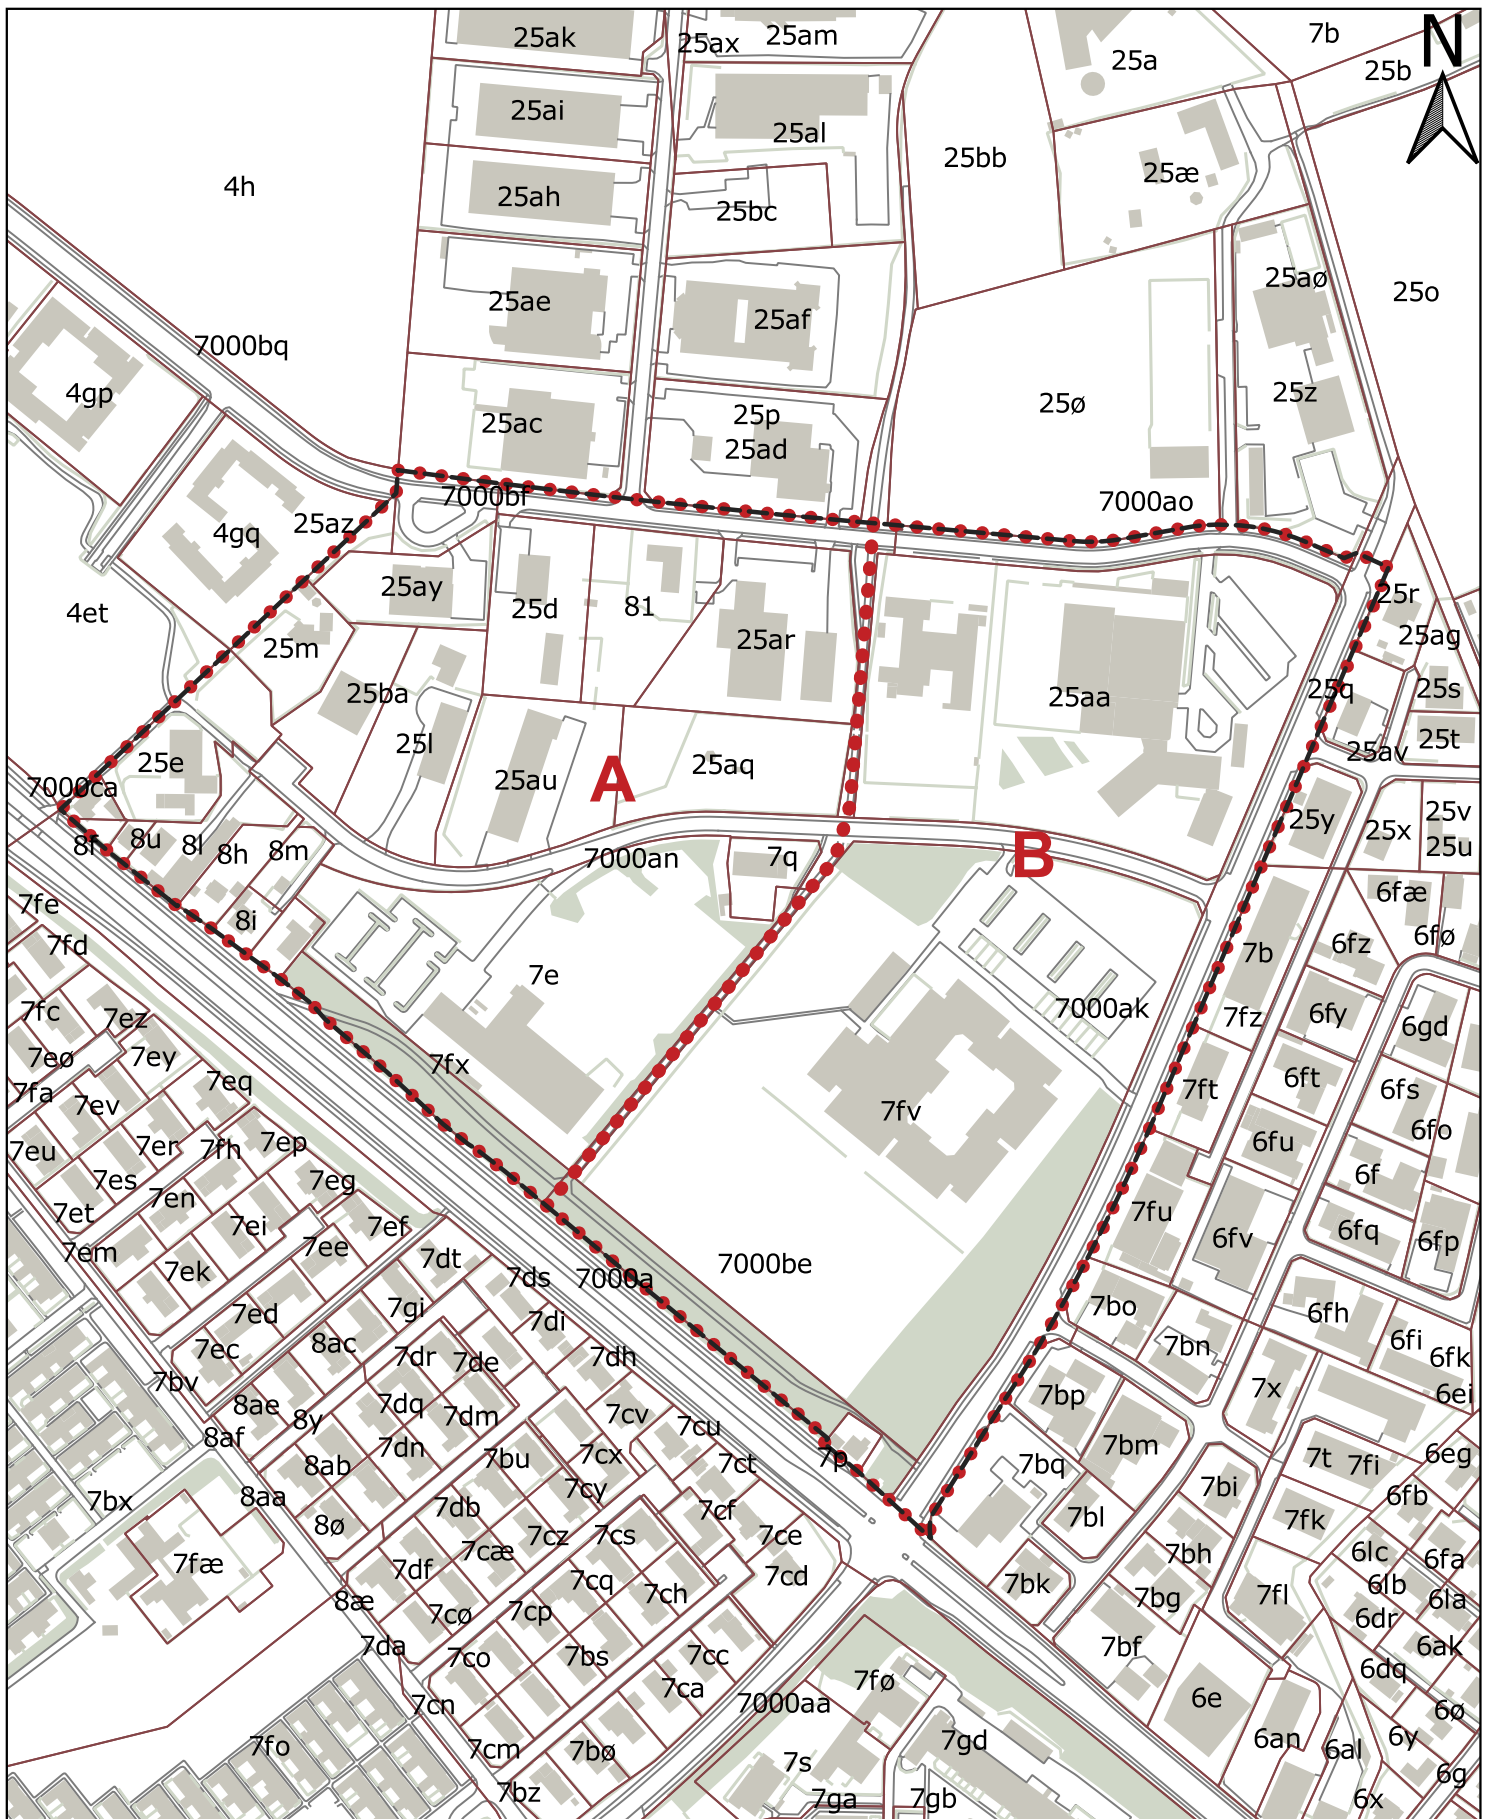 25ak
25ax
25am
25a
7b
25b
N
25ai
25al
25bb
25æ
4h
25ah
25bc
25ae
25af
25aø
25o
7000bq
4gp
25ac
25p
25ad
25ø
25z
7000bf
7000ao
4gq
25az
25ay
25d
81
25ar
4et
25m
25ba
25aa
25r
25ag
25q
25s
25l
25av
25t
25e
25au
A
25aq
7000ca
25y
25x
25v
25u
8f
8u
8l
8h
8m
7000an
7q
B
7fe
7fd
8i
6fæ
6fø
7e
7b
6fz
7fc
7ez
7000ak
7fz
6fy
6gd
7eø
7ey
7fx
7fa
7ev
7eq
7ft
6ft
6fs
7fv
7eu
7er
7fh
7ep
6fu
6fo
7es
7en
7eg
6f
7et
7ei
7ef
7fu
6fv
6fq
6fp
7em
7ee
7dt
7ek
7ds
7000a
7000be
7ed
7gi
7di
7bo
6fh
7ec
8ac
7dr
7de
7dh
7bn
6fi
6fk
7bv
8ae
8y
7dq
7dm
7cv
7cu
7bp
7x
6ei
8af
8ab
7dn
7bu
7cx
7ct
7p
7bq
7bm
7t
7fi
6eg
7bx
8aa
7db
7cy
7cf
7bi
6fb
8ø
7cz
7cs
7ce
7bl
7fk
7fæ
7df
7cæ
7cq
7ch
7cd
7bk
7bh
6lc
6fa
8æ
7cø
7cp
7bg
7fl
6lb
6la
7da
7co
7bs
7cc
7bf
6dr
6ak
7cn
7ca
7000aa
7fø
6e
6dq
6ø
7fo
7cm
7bø
7gd
6an
6al
6y
7bz
7s
6g
7ga
7gb
6x